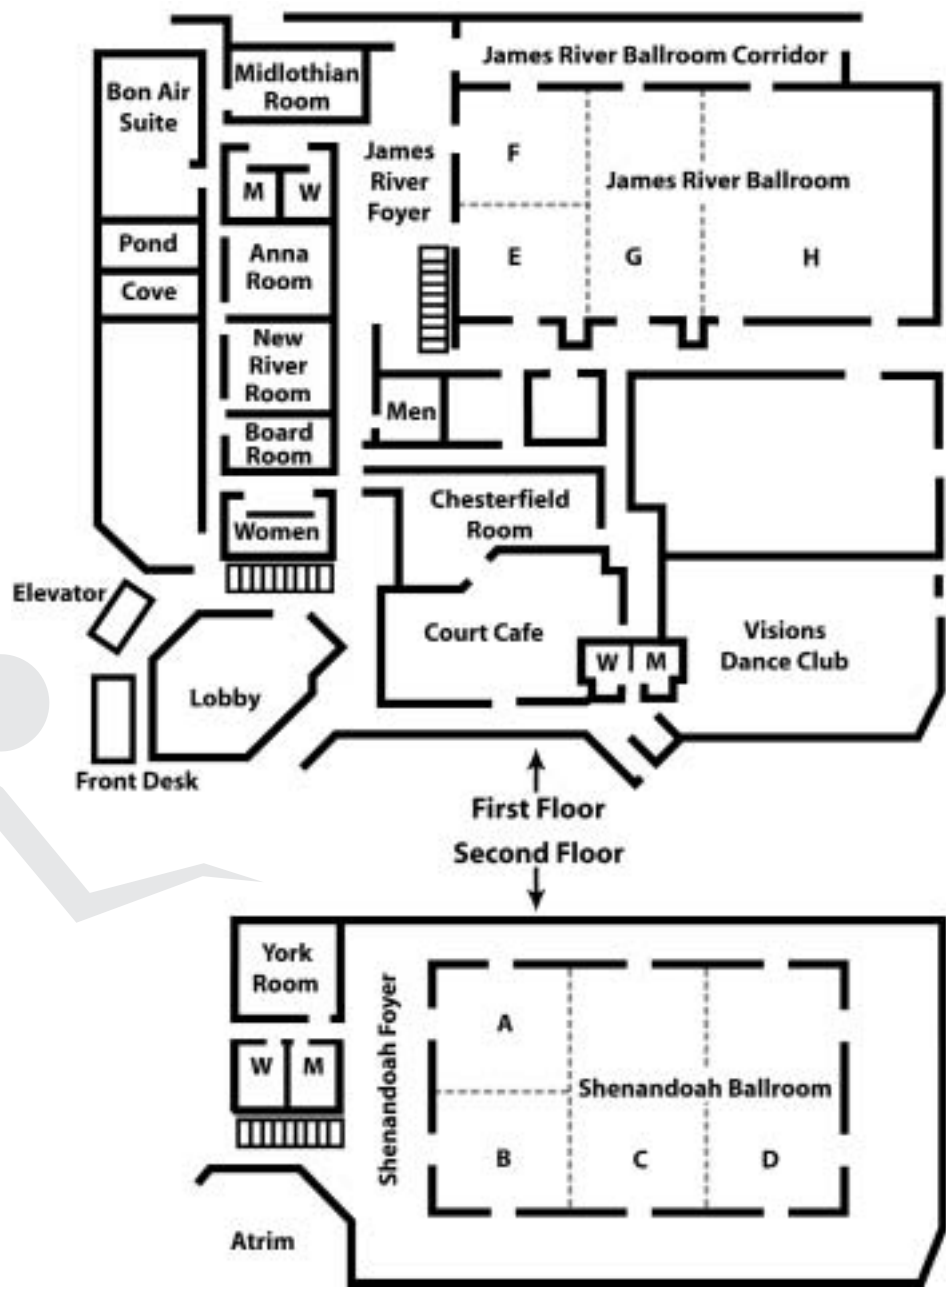 James River Ballroom Corridor
Midlothian
Room
Bon Air
Suite
James
River
Foyer
F
James River Ballroom
M
W
Pond
Anna
Room
E
G
H
Cove
New
River
Room
Men
Board
Room
Chesterfield
Room
Women
Elevator
Court Cafe
Visions
Dance Club
W
M
Lobby
Front Desk
First Floor
Second Floor
York
Room
Shenandoah Foyer
A
W
M
Shenandoah Ballroom
B
C
D
Atrim